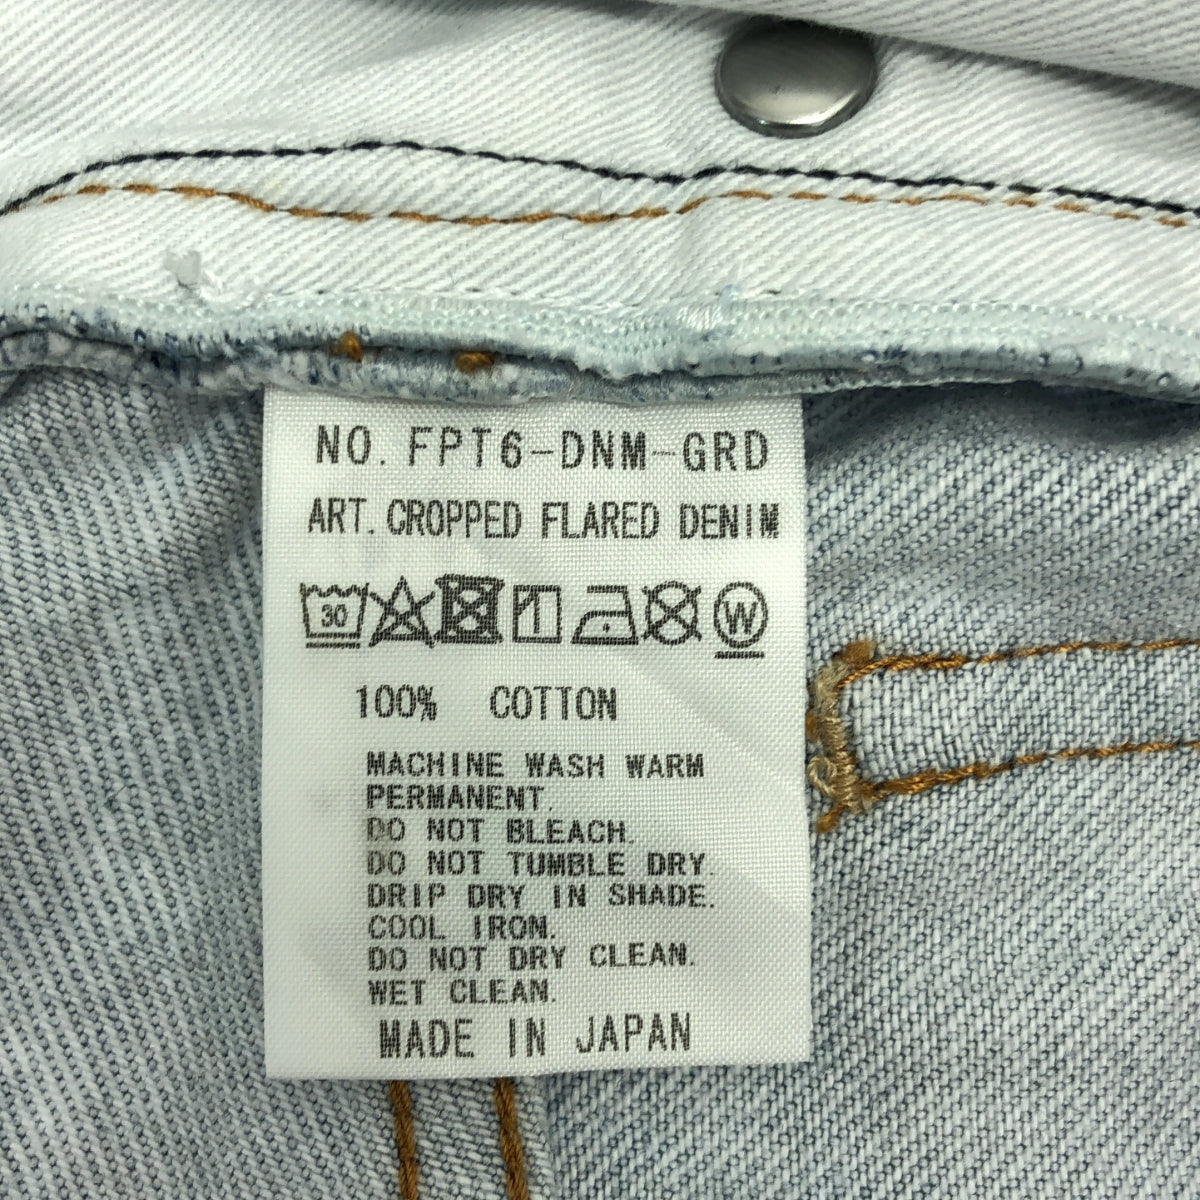 NO. FPT6-DNM-GRD
ART. CROPPED FLARED DENIM
30 W
100% COTTON
MACHINE WASH WARM
PERMANENT.
DO NOT BLEACH.
DO NOT TUMBLE DRY.
DRIP DRY IN SHADE.
COOL IRON.
DO NOT DRY CLEAN.
WET CLEAN.
MADE IN JAPAN